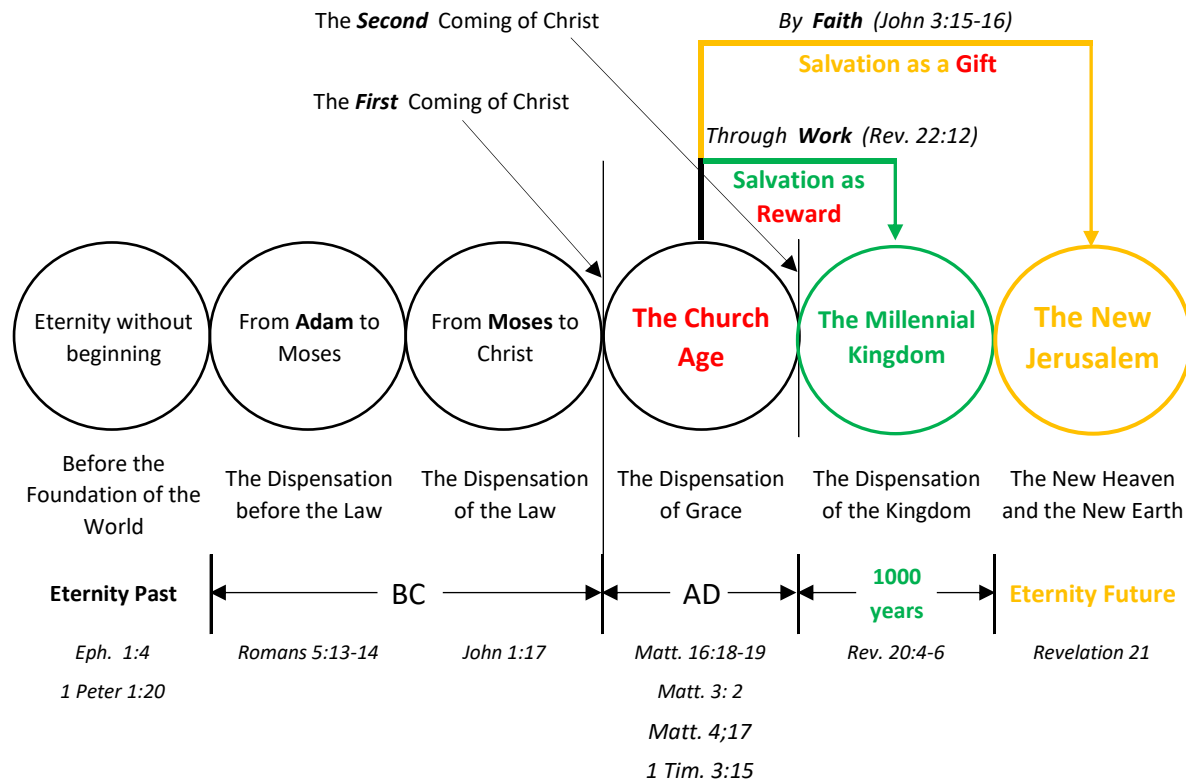 The Second Coming of Christ
By Faith (John 3:15-16)
Salvation as a Gift
The First Coming of Christ
Through Work (Rev. 22:12)
Salvation as
Reward
Eternity without
beginning
From Adam to
Moses
From Moses to
Christ
The Church
Age
The Millennial
Kingdom
The New
Jerusalem
Before the
Foundation of the
World
The Dispensation
before the Law
The Dispensation
of the Law
The Dispensation
of Grace
The Dispensation
of the Kingdom
The New Heaven
and the New Earth
Eternity Past
BC
AD
1000
years
Eternity Future
Eph. 1:4
1 Peter 1:20
Romans 5:13-14
John 1:17
Matt. 16:18-19
Matt. 3: 2
Matt. 4;17
1 Tim. 3:15
Rev. 20:4-6
Revelation 21